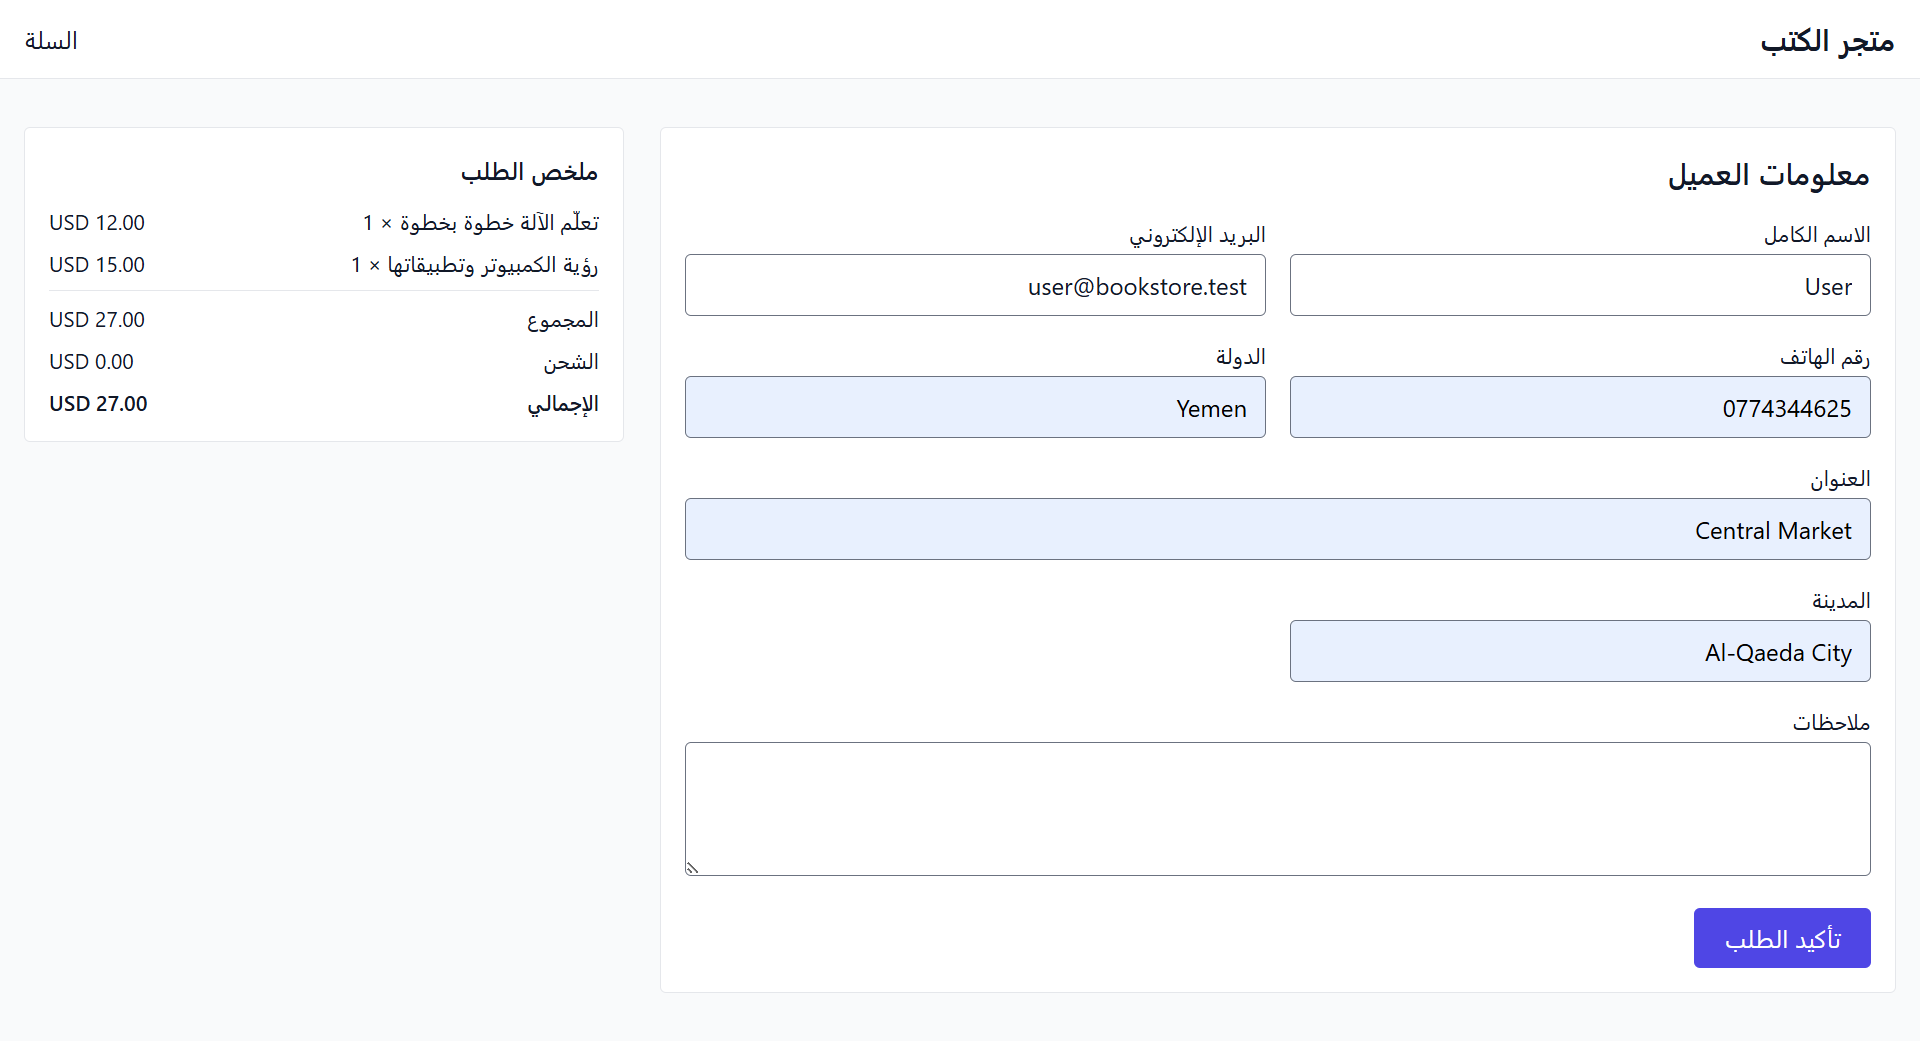 متجر الكتب
السلة
معلومات العميل
الاسم الكامل
User
البريد الإلكتروني
user@bookstore.test
رقم الهاتف
0774344625
الدولة
Yemen
العنوان
Central Market
المدينة
Al-Qaeda City
ملاحظات
تأكيد الطلب
ملخص الطلب
تعلّم الآلة خطوة بخطوة × 1 USD 12.00
رؤية الكمبيوتر وتطبيقاتها × 1 USD 15.00
المجموع USD 27.00
الشحن USD 0.00
الإجمالي USD 27.00